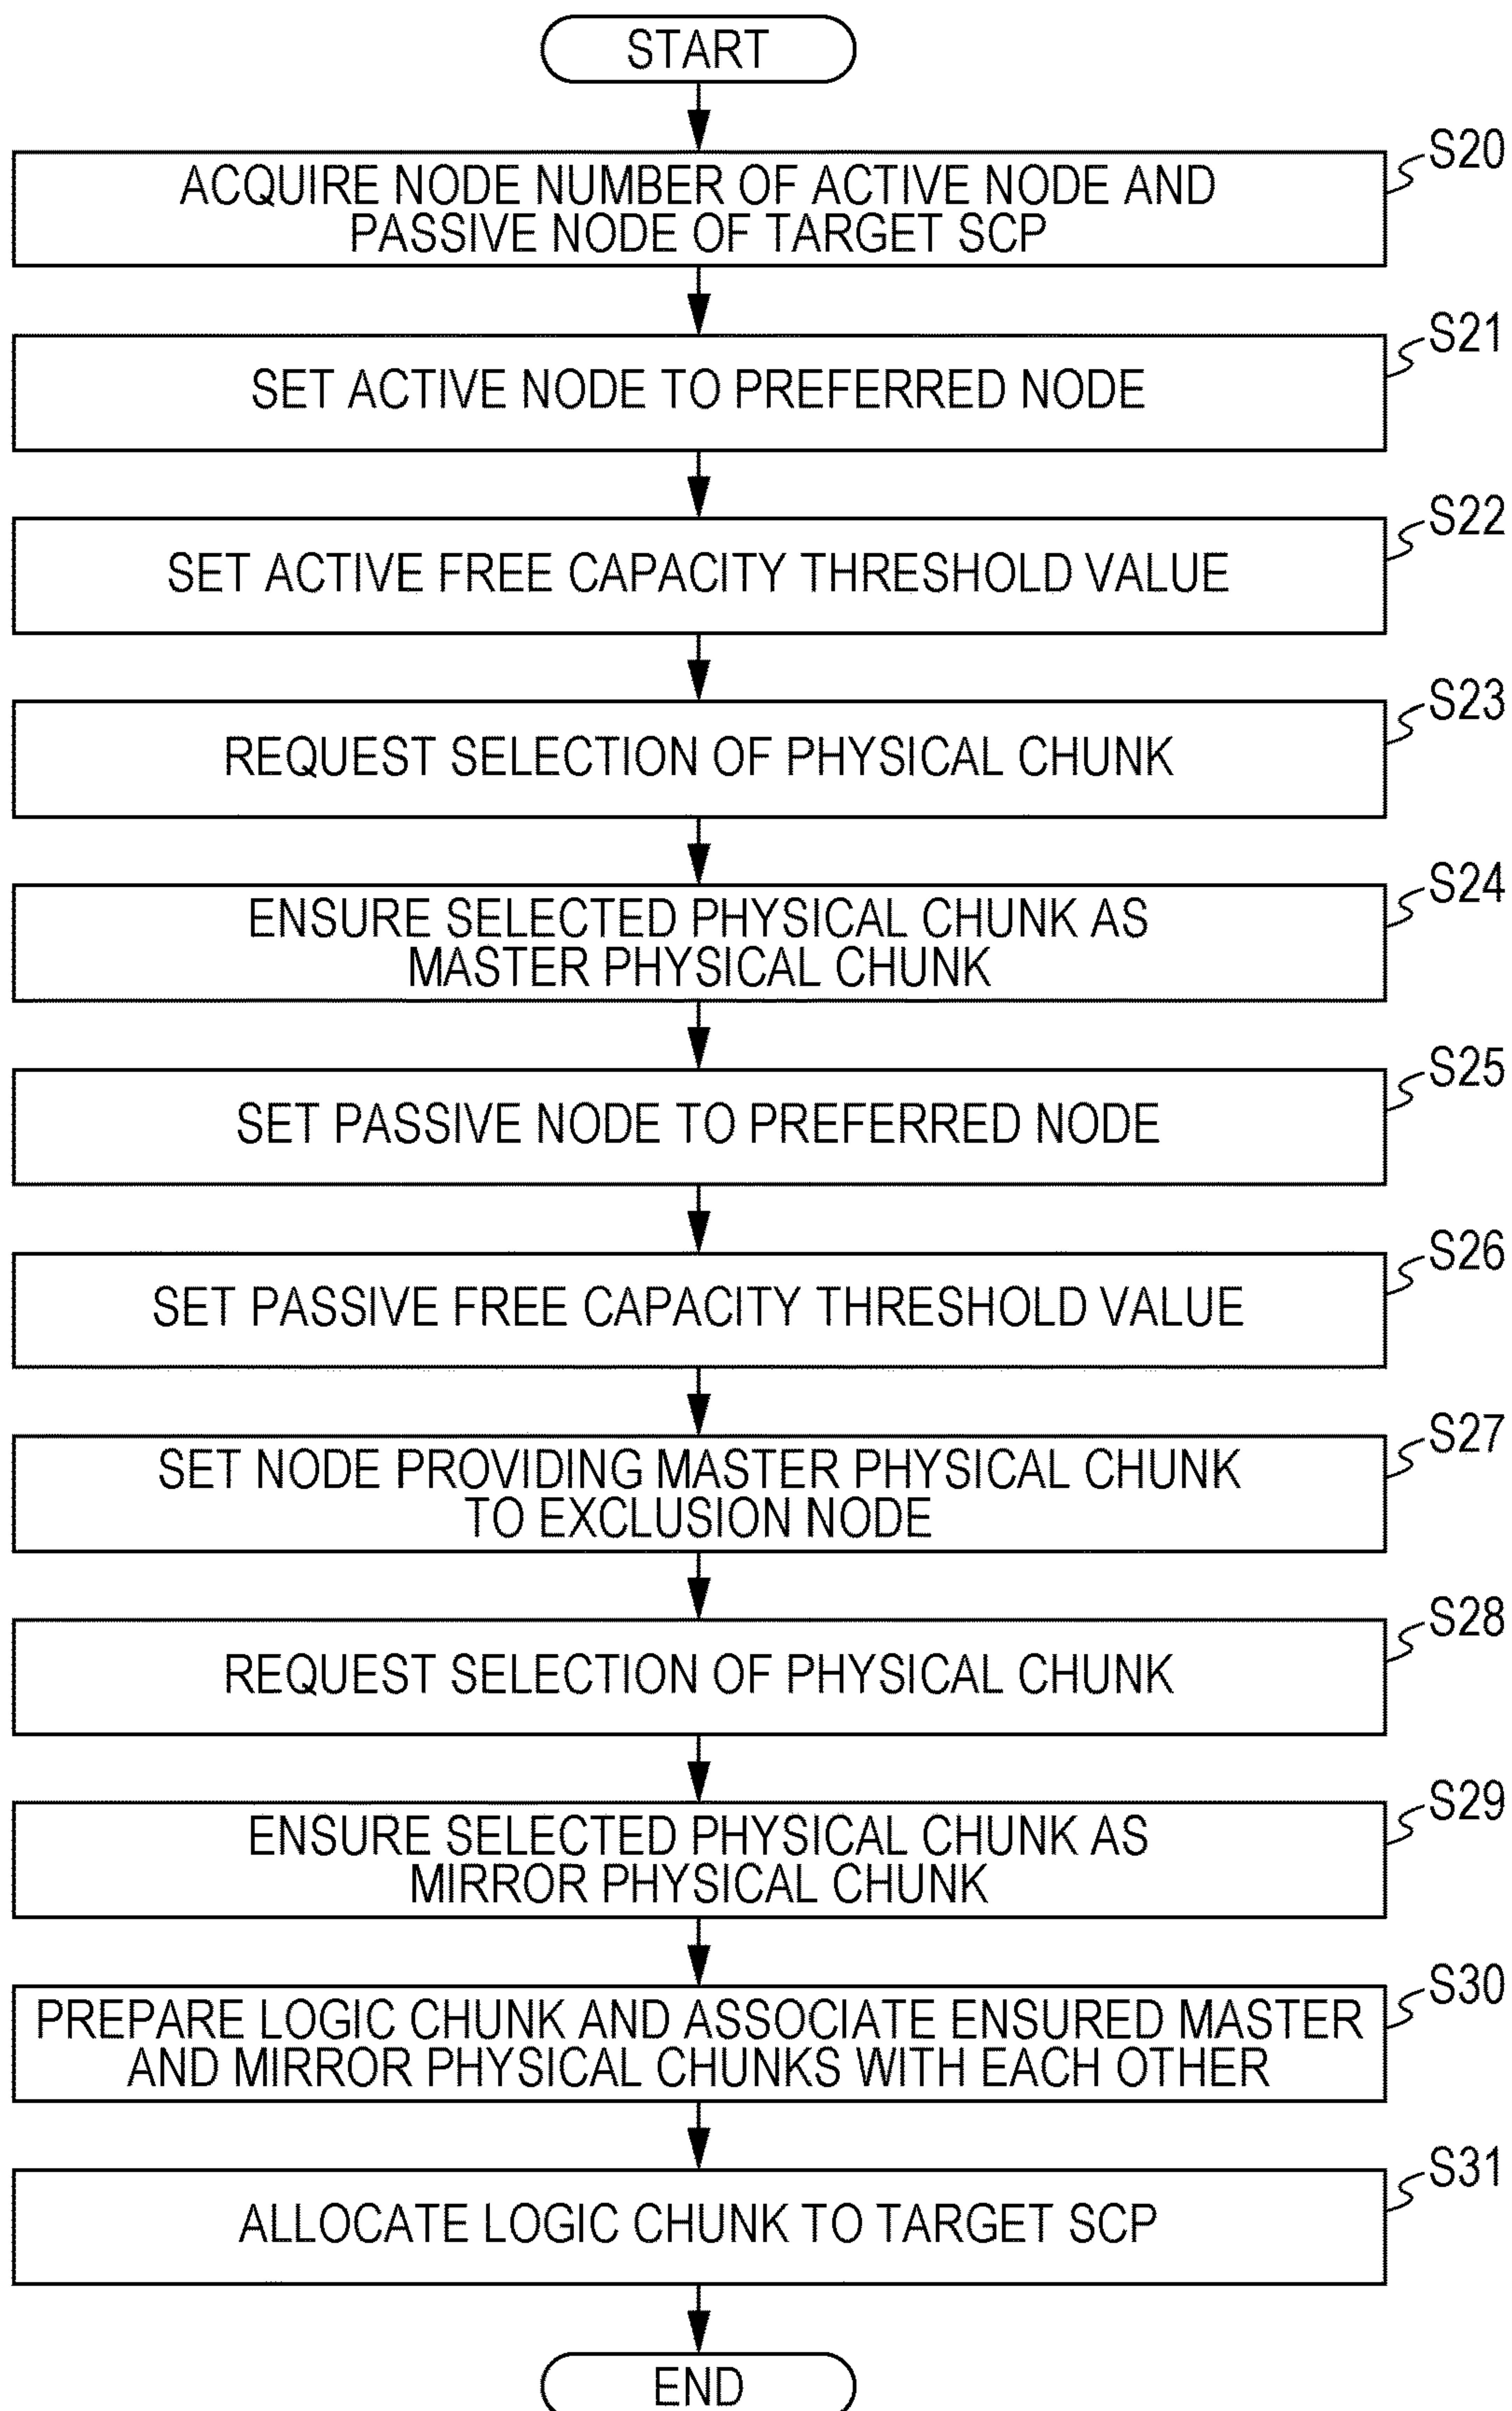 START
S20
ACQUIRE NODE NUMBER OF ACTIVE NODE AND
PASSIVE NODE OF TARGET SCP
S21
SET ACTIVE NODE TO PREFERRED NODE
S22
SET ACTIVE FREE CAPACITY THRESHOLD VALUE
S23
REQUEST SELECTION OF PHYSICAL CHUNK
S24
ENSURE SELECTED PHYSICAL CHUNK AS
MASTER PHYSICAL CHUNK
S25
SET PASSIVE NODE TO PREFERRED NODE
S26
SET PASSIVE FREE CAPACITY THRESHOLD VALUE
S27
SET NODE PROVIDING MASTER PHYSICAL CHUNK
TO EXCLUSION NODE
S28
REQUEST SELECTION OF PHYSICAL CHUNK
S29
ENSURE SELECTED PHYSICAL CHUNK AS
MIRROR PHYSICAL CHUNK
S30
PREPARE LOGIC CHUNK AND ASSOCIATE ENSURED MASTER
AND MIRROR PHYSICAL CHUNKS WITH EACH OTHER
S31
ALLOCATE LOGIC CHUNK TO TARGET SCP
END